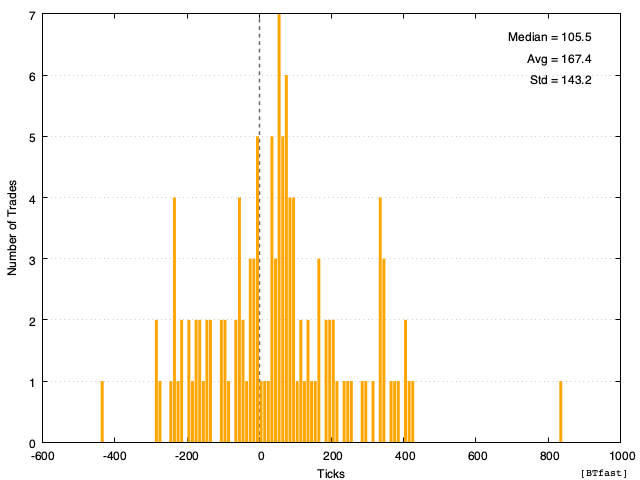 Median = 105.5
Avg = 167.4
Std = 143.2
7
6
5
4
3
2
1
0
Number of Trades
-600 -400 -200 0 200 400 600 800 1000
Ticks
[BTfast]